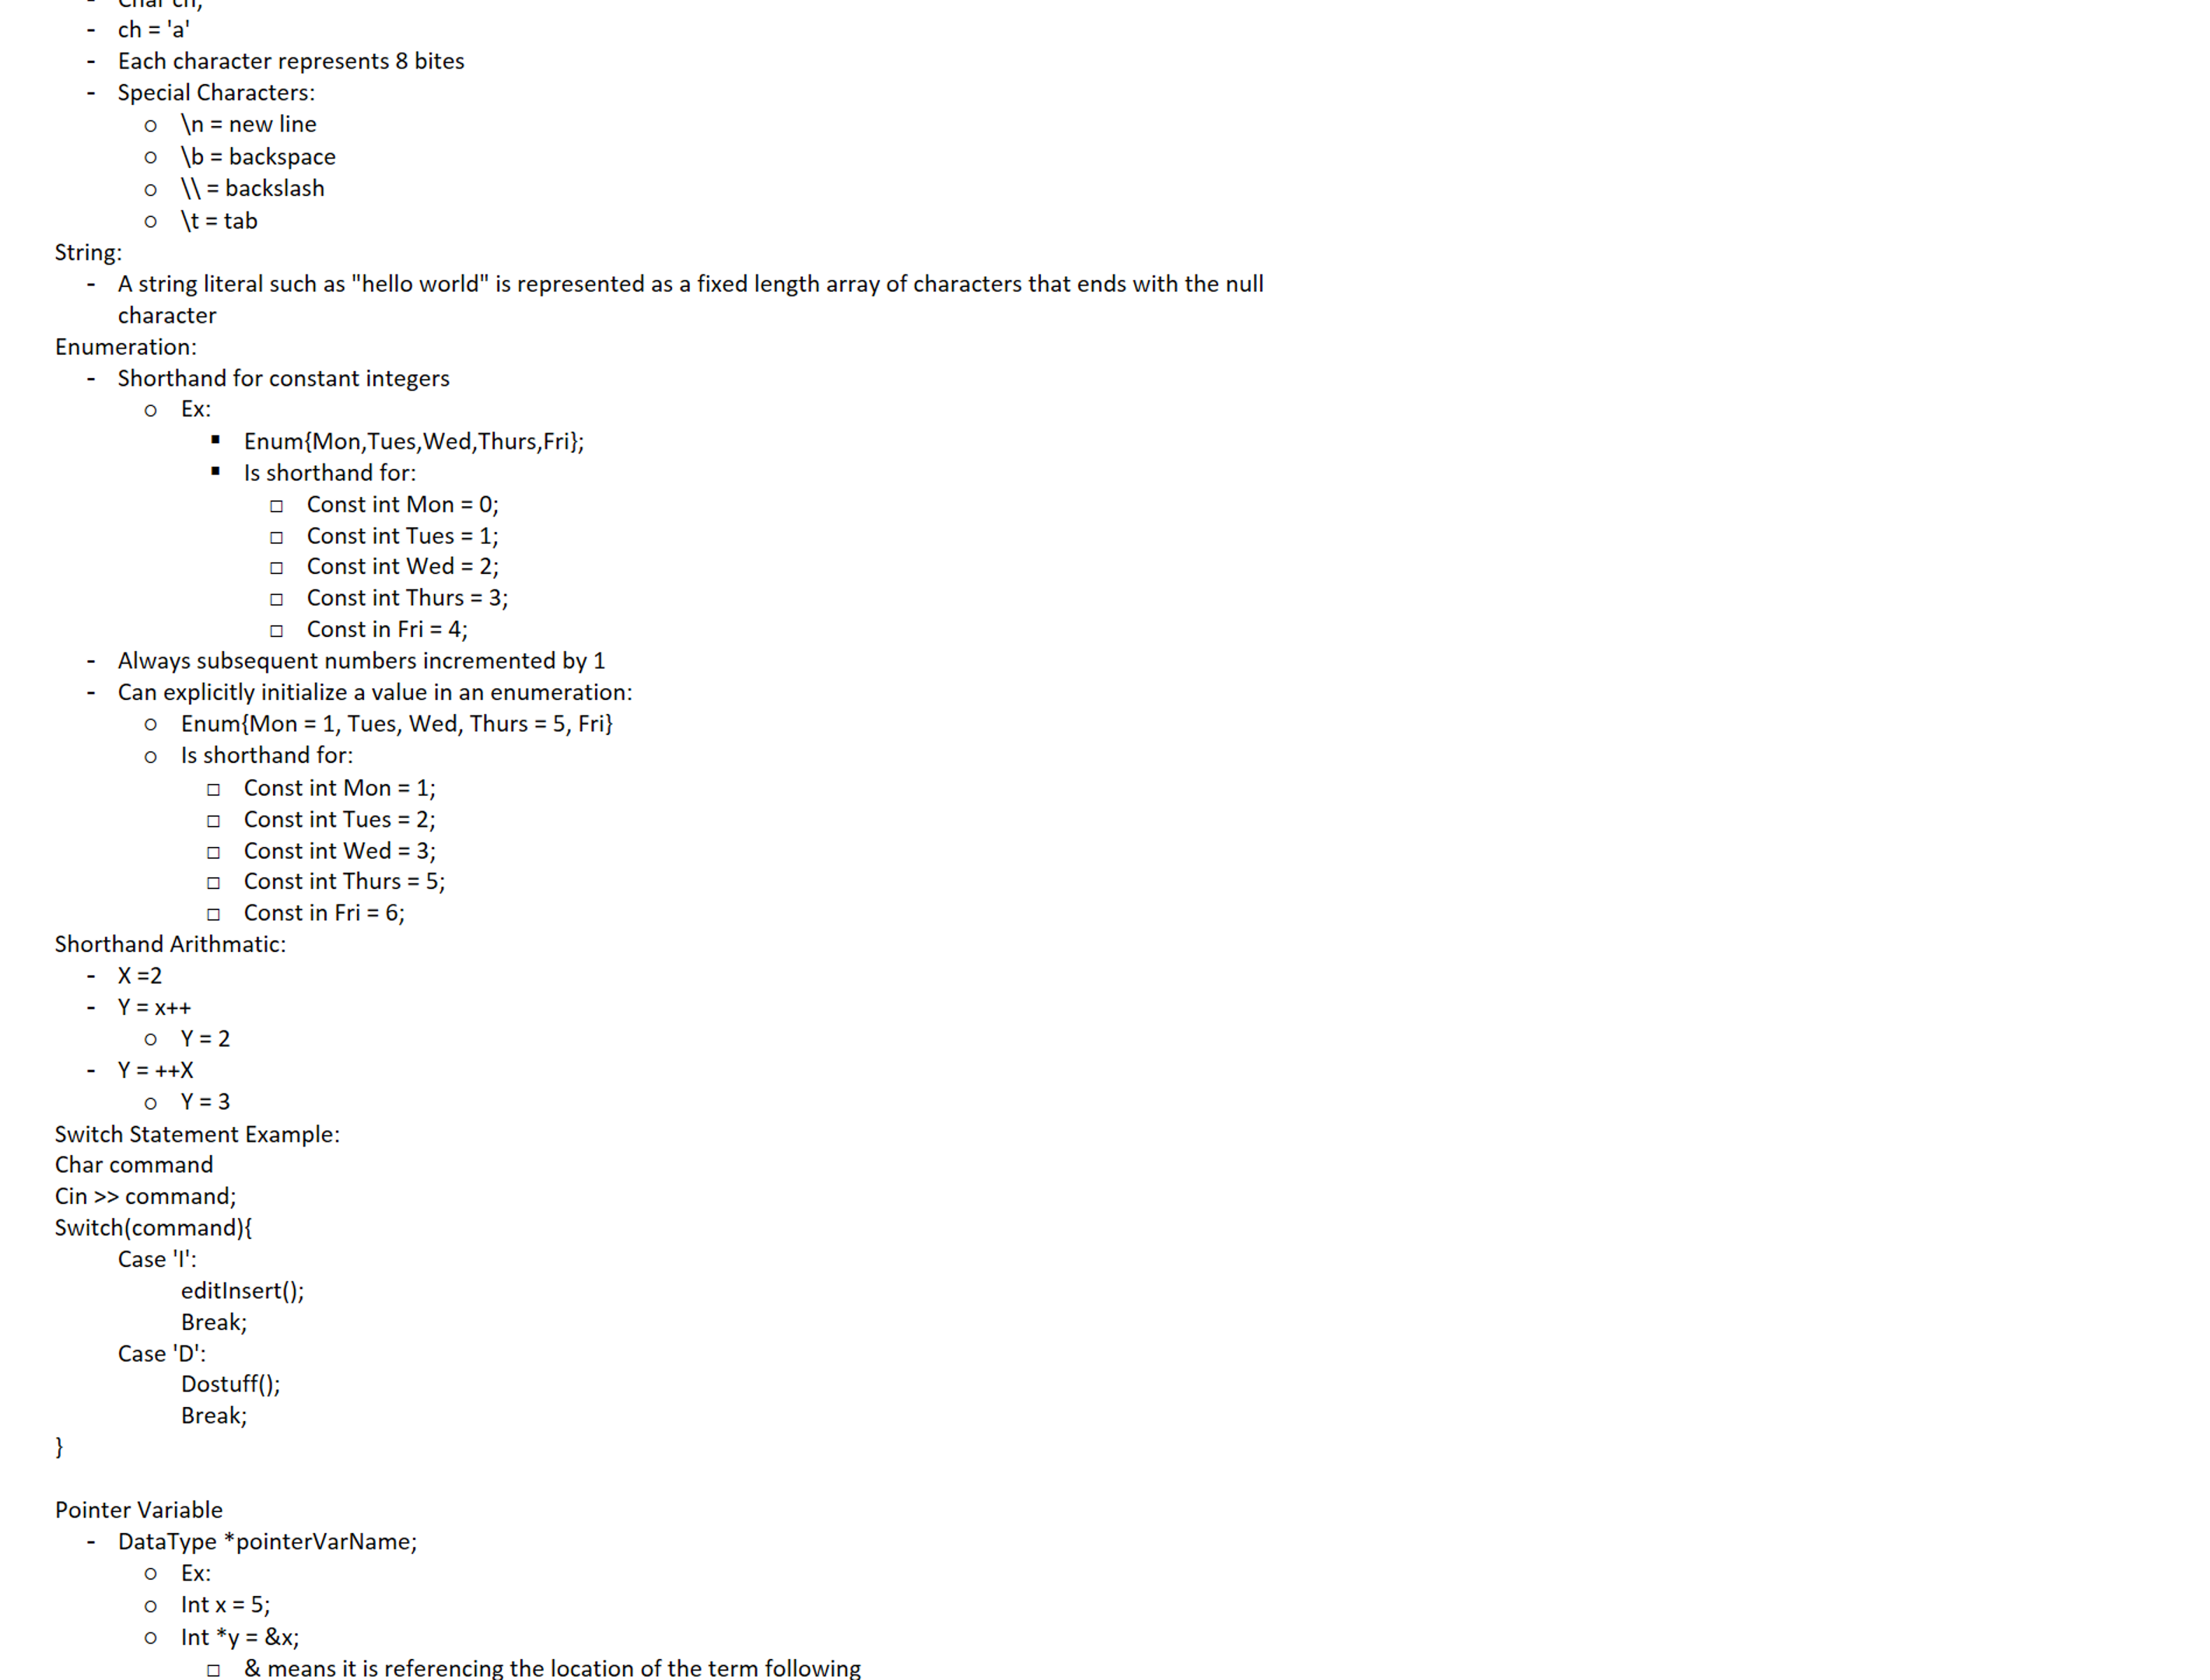 - Char ch;
- ch = 'a'
- Each character represents 8 bites
- Special Characters:
○ \n = new line
○ \b = backspace
○ \\ = backslash
○ \t = tab
String:
- A string literal such as "hello world" is represented as a fixed length array of characters that ends with the null
character
Enumeration:
- Shorthand for constant integers
○ Ex:
▪ Enum{Mon,Tues,Wed,Thurs,Fri};
▪ Is shorthand for:
□ Const int Mon = 0;
□ Const int Tues = 1;
□ Const int Wed = 2;
□ Const int Thurs = 3;
□ Const in Fri = 4;
- Always subsequent numbers incremented by 1
- Can explicitly initialize a value in an enumeration:
○ Enum{Mon = 1, Tues, Wed, Thurs = 5, Fri}
○ Is shorthand for:
□ Const int Mon = 1;
□ Const int Tues = 2;
□ Const int Wed = 3;
□ Const int Thurs = 5;
□ Const in Fri = 6;
Shorthand Arithmatic:
- X =2
- Y = x++
○ Y = 2
- Y = ++X
○ Y = 3
Switch Statement Example:
Char command
Cin >> command;
Switch(command){
Case 'I':
editInsert();
Break;
Case 'D':
Dostuff();
Break;
}
Pointer Variable
- DataType *pointerVarName;
○ Ex:
○ Int x = 5;
○ Int *y = &x;
□ & means it is referencing the location of the term following